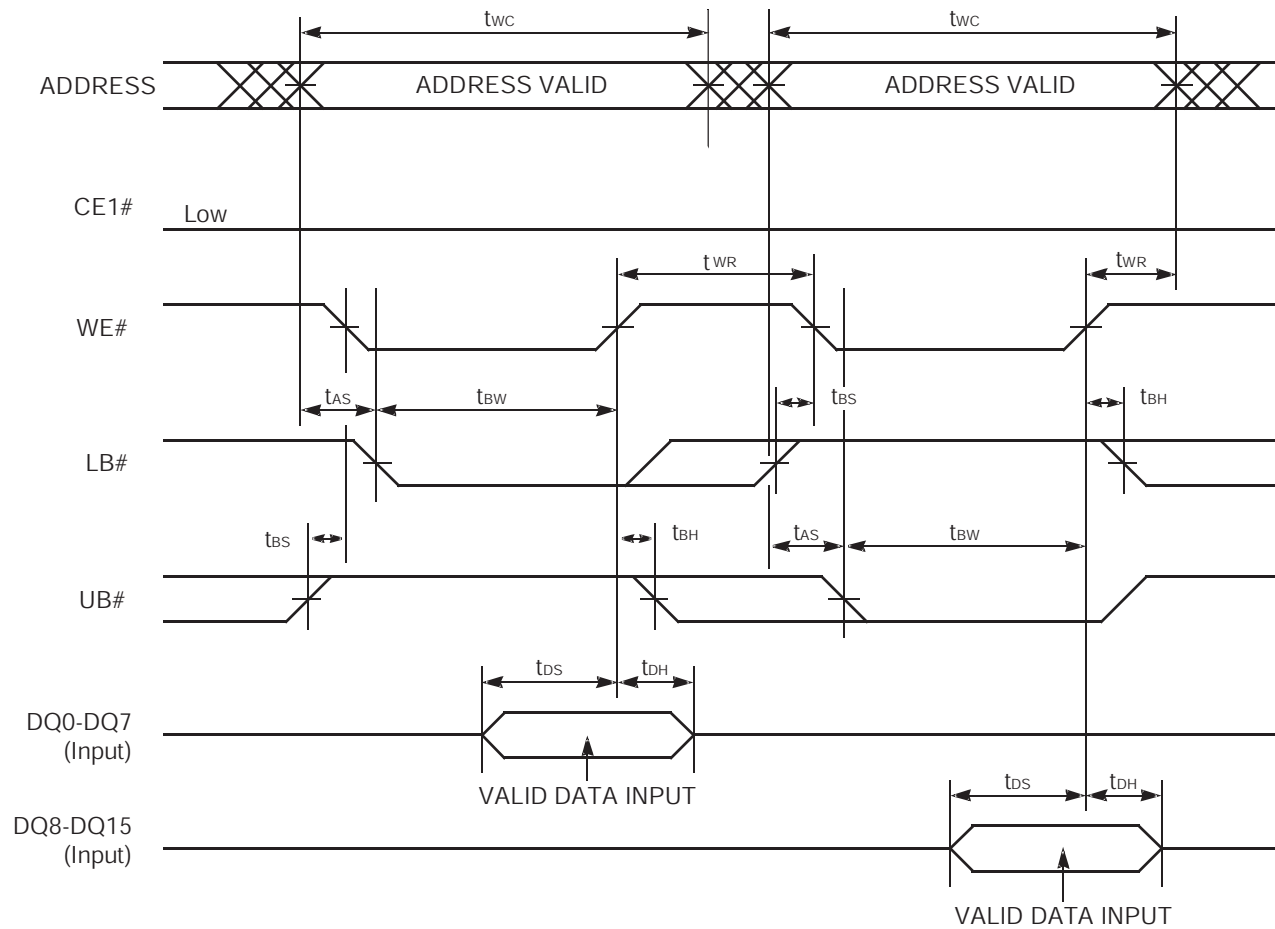 tWC
tWC
ADDRESS
ADDRESS VALID
ADDRESS VALID
CE1#
Low
tWR
tWR
WE#
tAS
tBW
tBS
tBH
LB#
tBS
tBH
tAS
tBW
UB#
tDS
tDH
DQ0-DQ7
(Input)
VALID DATA INPUT
tDS
tDH
DQ8-DQ15
(Input)
VALID DATA INPUT